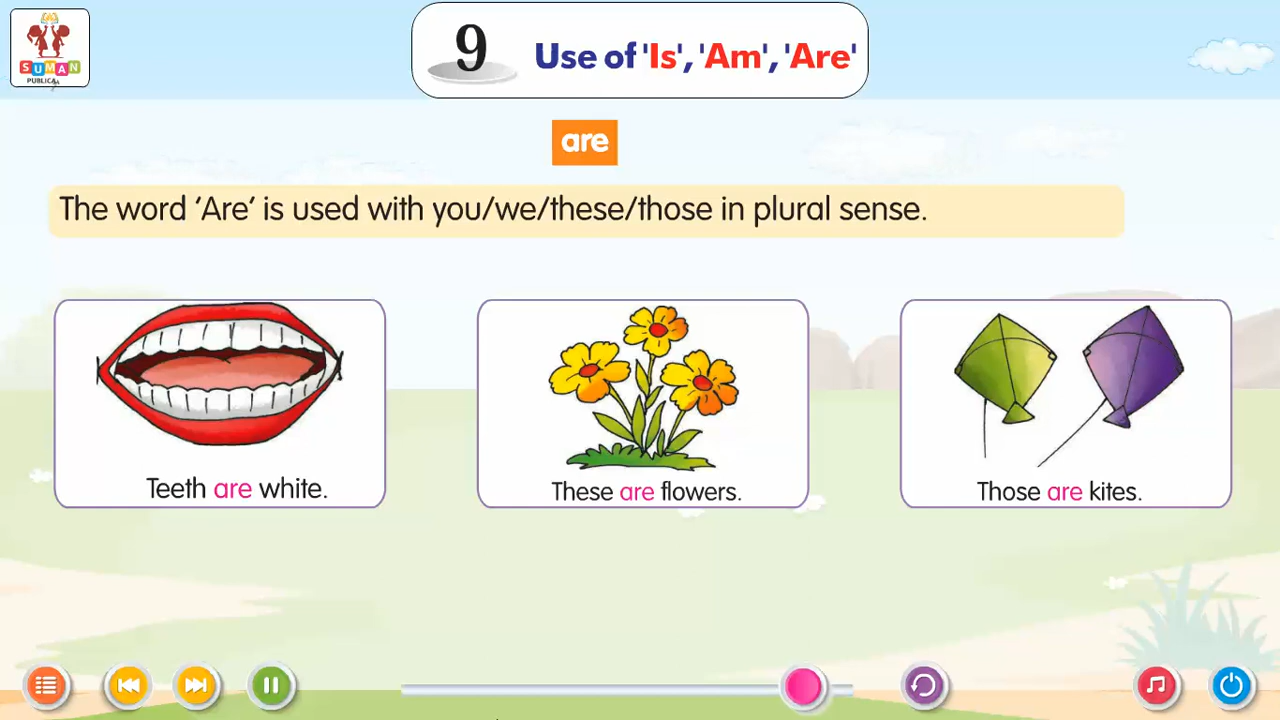 SUMAN
PUBLICA
9 Use of 'Is', 'Am', 'Are'
are
The word ’Are’ is used with you/we/these/those in plural sense.
Teeth are white.
These are flowers.
Those are kites.